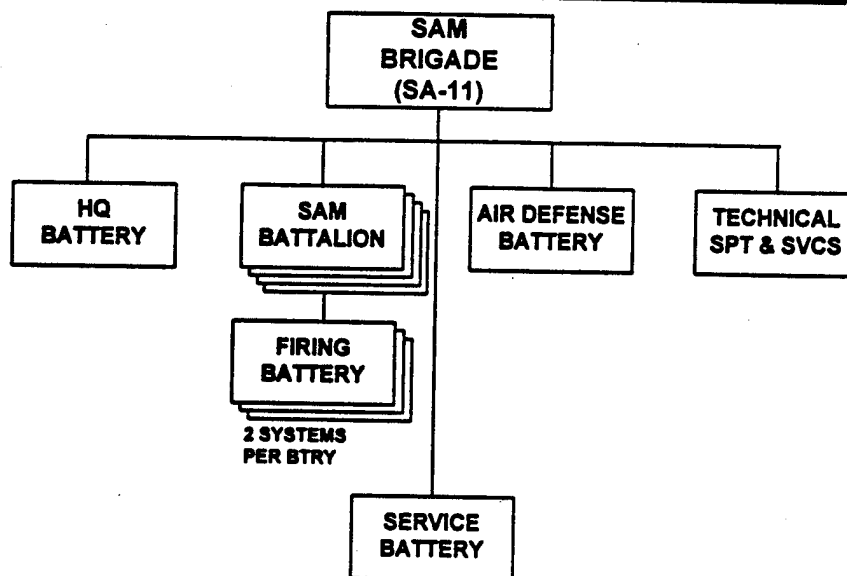 SAM
BRIGADE
(SA-11)
HQ
BATTERY
SAM
BATTALION
AIR DEFENSE
BATTERY
TECHNICAL
SPT & SVCS
FIRING
BATTERY
2 SYSTEMS
PER BTRY
SERVICE
BATTERY